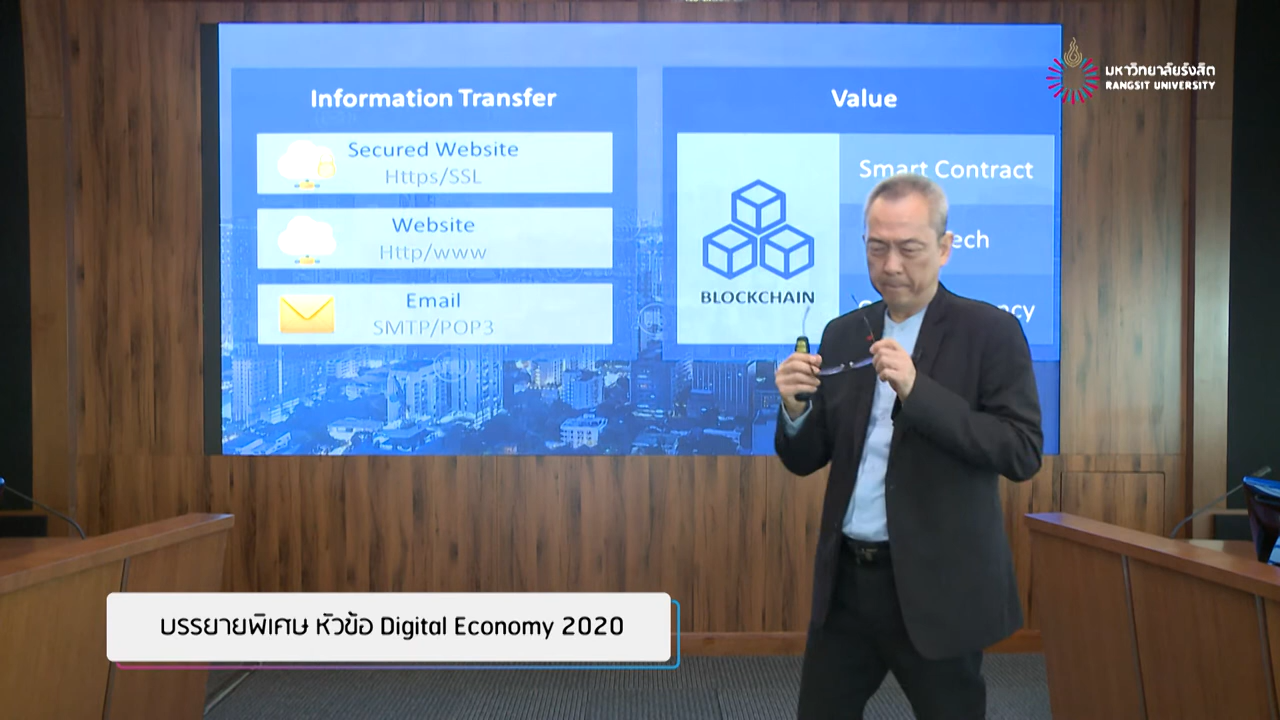 Information Transfer
Secured Website
Https/SSL
Website
Http/www
Email
SMTP/POP3
Value
BLOCKCHAIN
Smart Contract
มหาวิทยาลัยรังสิต
RANGSIT UNIVERSITY
บรรยายพิเศษ หัวข้อ Digital Economy 2020